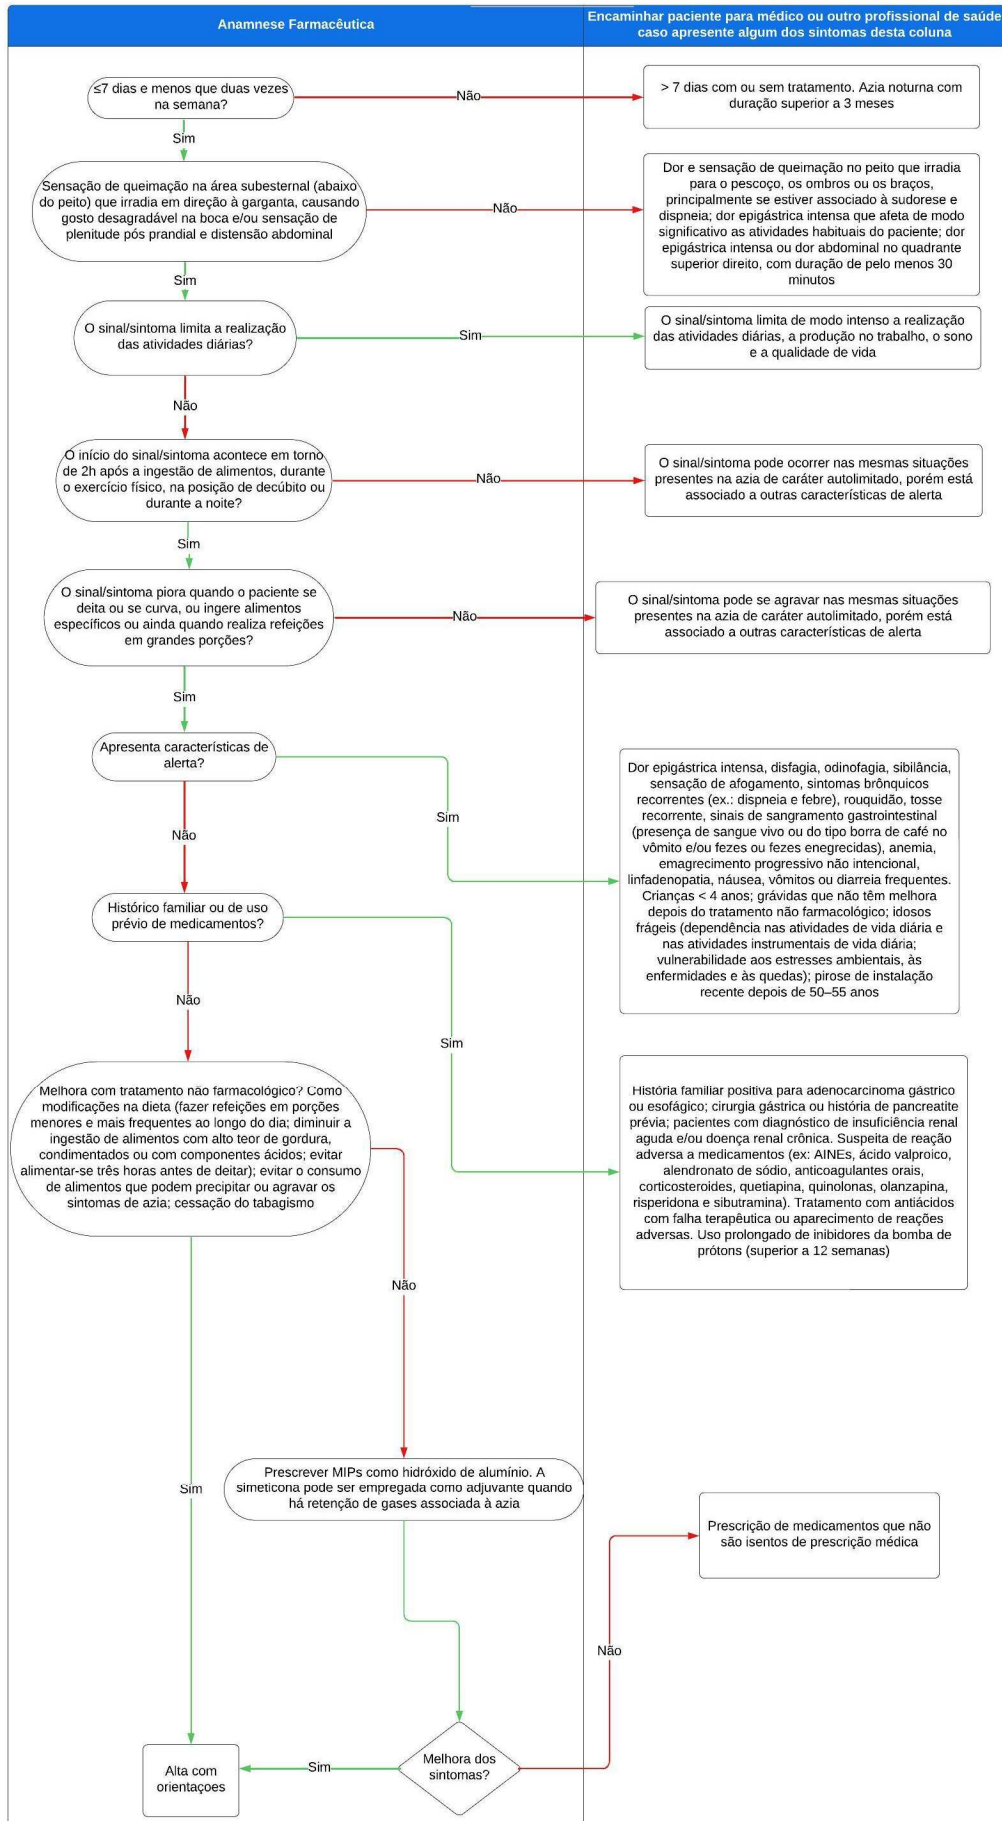 Anamnese Farmacêutica
Encaminhar paciente para médico ou outro profissional de saúde
caso apresente algum dos sintomas desta coluna
≤7 dias e menos que duas vezes
na semana?
Não
> 7 dias com ou sem tratamento. Azia noturna com
duração superior a 3 meses
Sim
Sensação de queimação na área subesternal (abaixo
do peito) que irradia em direção à garganta, causando
gosto desagradável na boca e/ou sensação de
plenitude pós prandial e distensão abdominal
Não
Dor e sensação de queimação no peito que irradia
para o pescoço, os ombros ou os braços,
principalmente se estiver associado à sudorese e
dispneia; dor epigástrica intensa que afeta de modo
significativo as atividades habituais do paciente; dor
epigástrica intensa ou dor abdominal no quadrante
superior direito, com duração de pelo menos 30
minutos
Sim
O sinal/sintoma limita a realização
das atividades diárias?
Sim
O sinal/sintoma limita de modo intenso a realização
das atividades diárias, a produção no trabalho, o sono
e a qualidade de vida
Não
O início do sinal/sintoma acontece em torno
de 2h após a ingestão de alimentos, durante
o exercício físico, na posição de decúbito ou
durante a noite?
Não
O sinal/sintoma pode ocorrer nas mesmas situações
presentes na azia de caráter autolimitado, porém está
associado a outras características de alerta
Sim
O sinal/sintoma piora quando o paciente se
deita ou se curva, ou ingere alimentos
específicos ou ainda quando realiza refeições
em grandes porções?
Não
O sinal/sintoma pode se agravar nas mesmas situações
presentes na azia de caráter autolimitado, porém está
associado a outras características de alerta
Sim
Apresenta características de
alerta?
Sim
Dor epigástrica intensa, disfagia, odinofagia, sibilância,
sensação de afogamento, sintomas brônquicos
recorrentes (ex.: dispneia e febre), rouquidão, tosse
recorrente, sinais de sangramento gastrointestinal
(presença de sangue vivo ou do tipo borra de café no
vômito e/ou fezes ou fezes enegrecidas), anemia,
emagrecimento progressivo não intencional,
linfadenopatia, náusea, vômitos ou diarreia frequentes.
Crianças < 4 anos; grávidas que não têm melhora
depois do tratamento não farmacológico; idosos
frágeis (dependência nas atividades de vida diária e
nas atividades instrumentais de vida diária;
vulnerabilidade aos estresses ambientais, às
enfermidades e às quedas); pirose de instalação
recente depois de 50–55 anos
Não
Histórico familiar ou de uso
prévio de medicamentos?
Sim
História familiar positiva para adenocarcinoma gástrico
ou esofágico; cirurgia gástrica ou história de pancreatite
prévia; pacientes com diagnóstico de insuficiência renal
aguda e/ou doença renal crônica. Suspeita de reação
adversa a medicamentos (ex: AINEs, ácido valproico,
alendronato de sódio, anticoagulantes orais,
corticosteroides, quetiapina, quinolonas, olanzapina,
risperidona e sibutramina). Tratamento com antiácidos
com falha terapêutica ou aparecimento de reações
adversas. Uso prolongado de inibidores da bomba de
prótons (superior a 12 semanas)
Não
Melhora com tratamento não farmacológico? Como
modificações na dieta (fazer refeições em porções
menores e mais frequentes ao longo do dia; diminuir a
ingestão de alimentos com alto teor de gordura,
condimentados ou com componentes ácidos; evitar
alimentar-se três horas antes de deitar); evitar o consumo
de alimentos que podem precipitar ou agravar os
sintomas de azia; cessação do tabagismo
Não
Sim
Prescrever MIPs como hidróxido de alumínio. A
simeticona pode ser empregada como adjuvante quando
há retenção de gases associada à azia
Prescrição de medicamentos que não
são isentos de prescrição médica
Não
Melhora dos
sintomas?
Sim
Alta com
orientaçoes